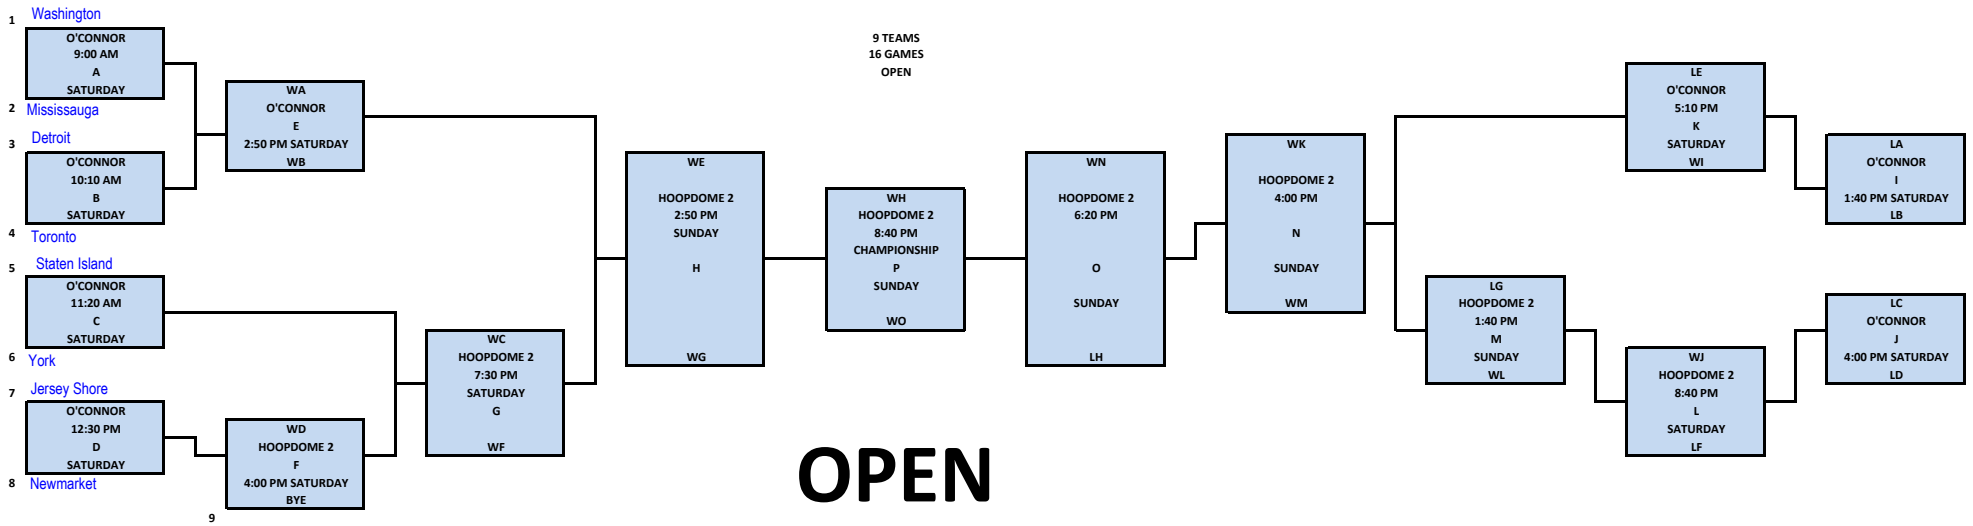 1 Washington
O'CONNOR
9:00 AM
A
SATURDAY
2 Mississauga
3 Detroit
O'CONNOR
10:10 AM
B
SATURDAY
4 Toronto
5 Staten Island
O'CONNOR
11:20 AM
C
SATURDAY
6 York
7 Jersey Shore
O'CONNOR
12:30 PM
D
SATURDAY
8 Newmarket
WA
O'CONNOR
E
2:50 PM SATURDAY
WB
WD
HOOPDOME 2
F
4:00 PM SATURDAY
BYE
9
WC
HOOPDOME 2
7:30 PM
SATURDAY
G
WF
WE
HOOPDOME 2
2:50 PM
SUNDAY
H
WG
9 TEAMS
16 GAMES
OPEN
WH
HOOPDOME 2
8:40 PM
CHAMPIONSHIP
P
SUNDAY
WO
OPEN
WN
HOOPDOME 2
6:20 PM
O
SUNDAY
LH
WK
HOOPDOME 2
4:00 PM
N
SUNDAY
WM
LG
HOOPDOME 2
1:40 PM
M
SUNDAY
WL
LE
O'CONNOR
5:10 PM
K
SATURDAY
WI
WJ
HOOPDOME 2
8:40 PM
L
SATURDAY
LF
LA
O'CONNOR
I
1:40 PM SATURDAY
LB
LC
O'CONNOR
J
4:00 PM SATURDAY
LD